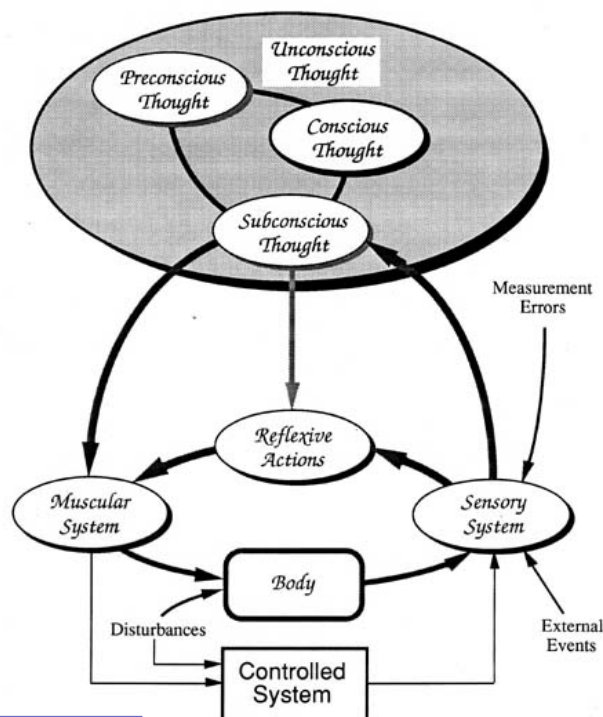 Unconscious
Thought
Preconscious
Thought
Conscious
Thought
Subconscious
Thought
Measurement
Errors
Reflexive
Actions
Muscular
System
Sensory
System
Body
Disturbances
External
Events
Controlled
System